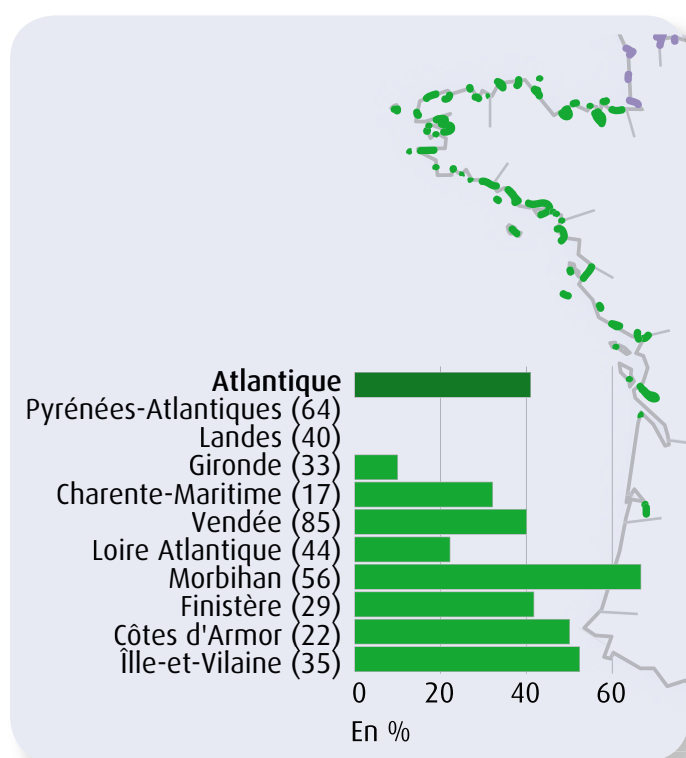 Atlantique
Pyrénées-Atlantiques (64)
Landes (40)
Gironde (33)
Charente-Maritime (17)
Vendée (85)
Loire Atlantique (44)
Morbihan (56)
Finistère (29)
Côtes d'Armor (22)
Îlle-et-Vilaine (35)
0 20 40 60
En %